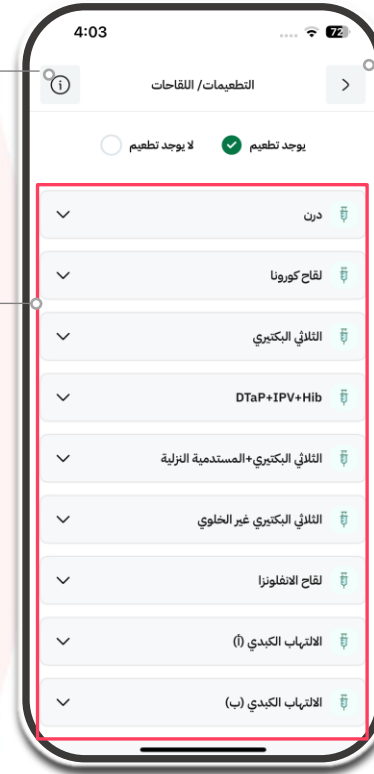 4:03
72
التطعيمات/ اللقاحات
يوجد تطعيم
لا يوجد تطعيم
درن
لقاح كورونا
الثلاثي البكتيري
DTaP+IPV+Hib
الثلاثي البكتيري+المستدمية النزلية
الثلاثي البكتيري غير الخلوي
لقاح الانفلونزا
الالتهاب الكبدي (أ)
الالتهاب الكبدي (ب)